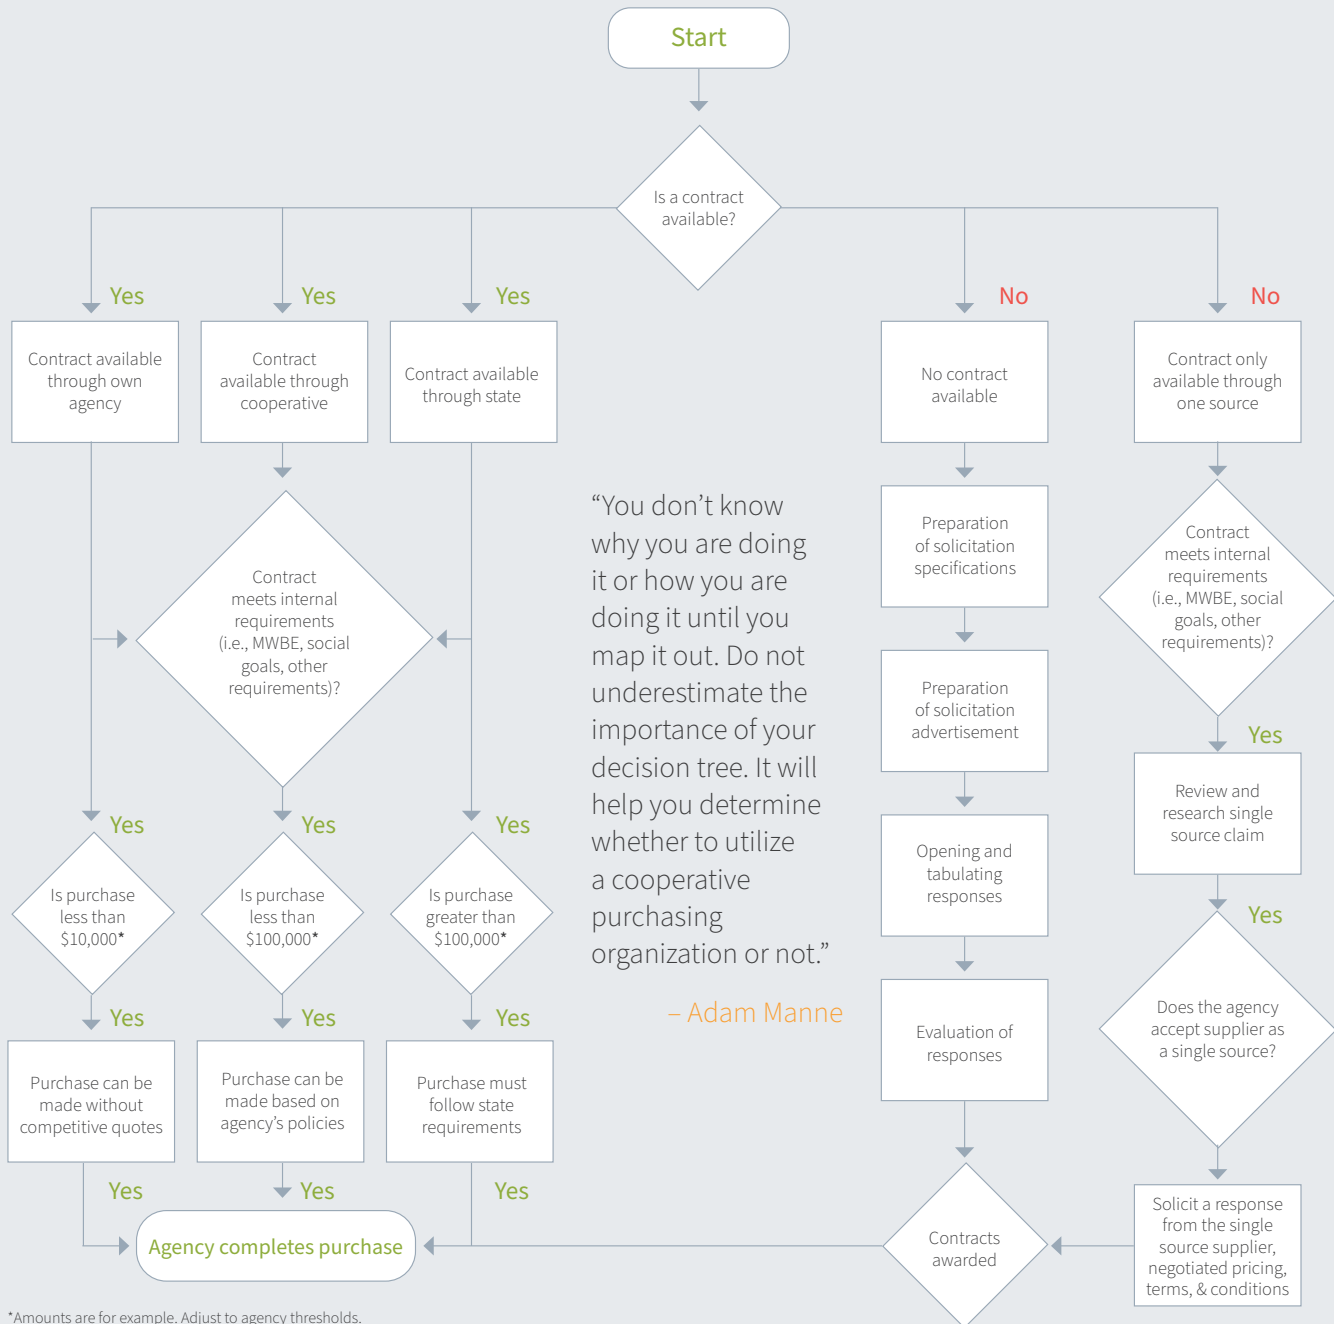 Start
Is a contract
available?
Yes
Yes
Yes
No
No
Contract available
through own
agency
Contract
available through
cooperative
Contract available
through state
No contract
available
Contract only
available through
one source
Contract
meets internal
requirements
(i.e., MWBE, social
goals, other
requirements)?
“You don’t know
why you are doing
it or how you are
doing it until you
map it out. Do not
underestimate the
importance of your
decision tree. It will
help you determine
whether to utilize
a cooperative
purchasing
organization or not.”
– Adam Manne
Preparation
of solicitation
specifications
Contract
meets internal
requirements
(i.e., MWBE, social
goals, other
requirements)?
Preparation
of solicitation
advertisement
Yes
Review and
research single
source claim
Opening and
tabulating
responses
Yes
Yes
Yes
Yes
Is purchase
less than
$10,000*
Is purchase
less than
$100,000*
Is purchase
greater than
$100,000*
Evaluation of
responses
Does the agency
accept supplier as
a single source?
Yes
Yes
Yes
Purchase can be
made without
competitive quotes
Purchase can be
made based on
agency’s policies
Purchase must
follow state
requirements
Yes
Yes
Yes
Agency completes purchase
Contracts
awarded
Solicit a response
from the single
source supplier,
negotiated pricing,
terms, & conditions
*Amounts are for example. Adjust to agency thresholds.